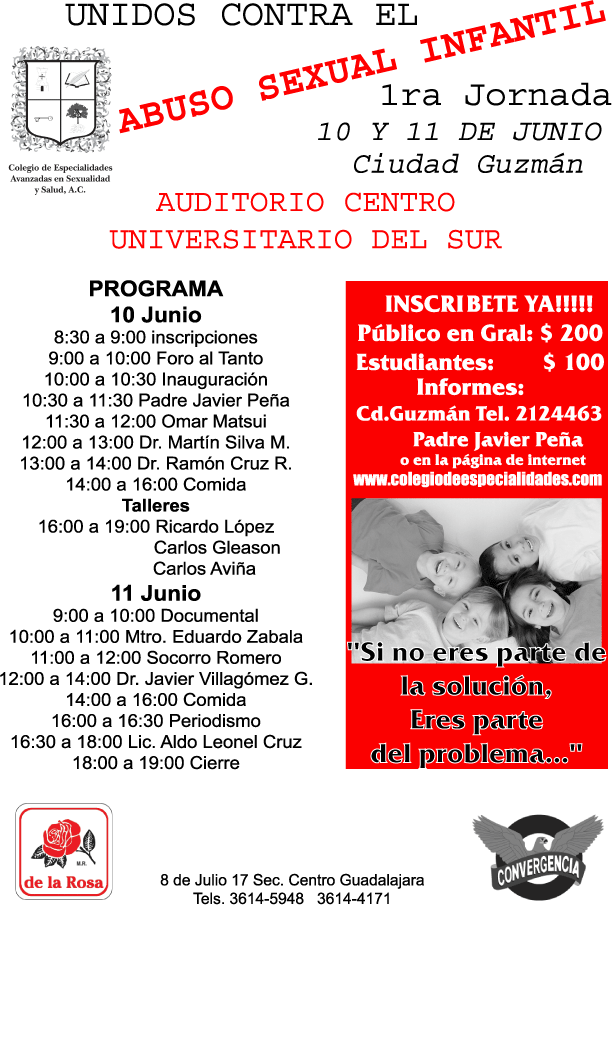 UNIDOS CONTRA EL
ABUSO SEXUAL INFANTIL
1ra Jornada
10 Y 11 DE JUNIO
Ciudad Guzmán
Colegio de Especialidades
Avanzadas en Sexualidad
y Salud, A.C.
AUDITORIO CENTRO
UNIVERSITARIO DEL SUR
PROGRAMA
10 Junio
8:30 a 9:00 inscripciones
9:00 a 10:00 Foro al Tanto
10:00 a 10:30 Inauguración
10:30 a 11:30 Padre Javier Peña
11:30 a 12:00 Omar Matsui
12:00 a 13:00 Dr. Martín Silva M.
13:00 a 14:00 Dr. Ramón Cruz R.
14:00 a 16:00 Comida
Talleres
16:00 a 19:00 Ricardo López
Carlos Gleason
Carlos Aviña
11 Junio
9:00 a 10:00 Documental
10:00 a 11:00 Mtro. Eduardo Zabala
11:00 a 12:00 Socorro Romero
12:00 a 14:00 Dr. Javier Villagómez G.
14:00 a 16:00 Comida
16:00 a 16:30 Periodismo
16:30 a 18:00 Lic. Aldo Leonel Cruz
18:00 a 19:00 Cierre
INSCRIBETE YA!!!!!
Público en Gral: $ 200
Estudiantes: $ 100
Informes:
Cd.Guzmán Tel. 2124463
Padre Javier Peña
o en la página de internet
www.colegiodeespecialidades.com
"Si no eres parte de
la solución,
Eres parte
del problema..."
M.R.
de la Rosa
8 de Julio 17 Sec. Centro Guadalajara
Tels. 3614-5948 3614-4171
CONVERGENCIA